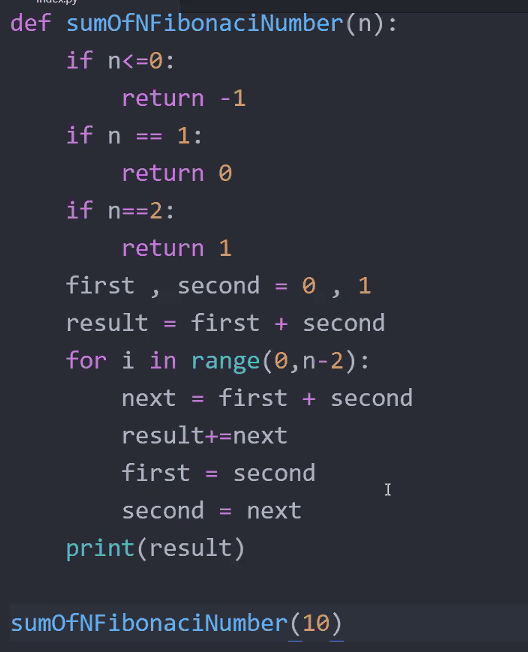 index.py
def sumOfNFibonaciNumber(n):
    if n<=0:
        return -1
    if n == 1:
        return 0
    if n==2:
        return 1
    first , second = 0 , 1
    result = first + second
    for i in range(0,n-2):
        next = first + second
        result+=next
        first = second
        second = next
    print(result)
sumOfNFibonaciNumber(10)